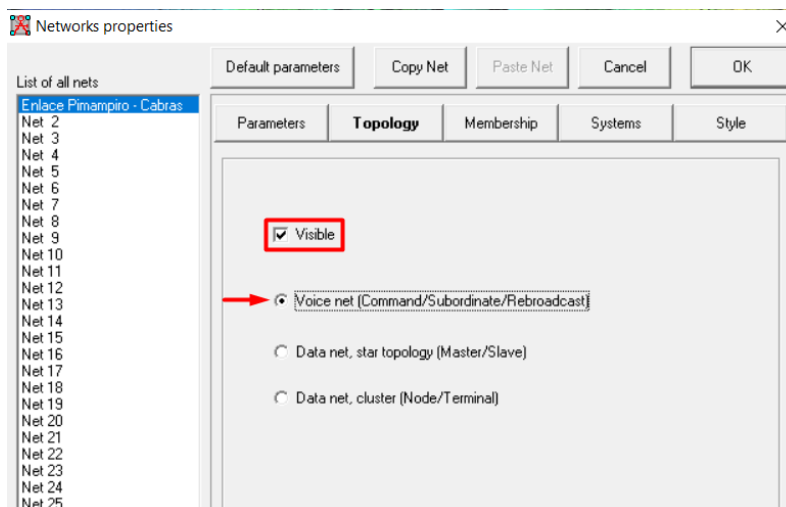 Networks properties
Default parameters
Copy Net
Paste Net
Cancel
OK
List of all nets
Enlace Pimampiro - Cabras
Net 2
Net 3
Net 4
Net 5
Net 6
Net 7
Net 8
Net 9
Net 10
Net 11
Net 12
Net 13
Net 14
Net 15
Net 16
Net 17
Net 18
Net 19
Net 20
Net 21
Net 22
Net 23
Net 24
Net 25
Parameters
Topology
Membership
Systems
Style
Visible
Voice net (Command/Subordinate/Rebroadcast)
Data net, star topology (Master/Slave)
Data net, cluster (Node/Terminal)